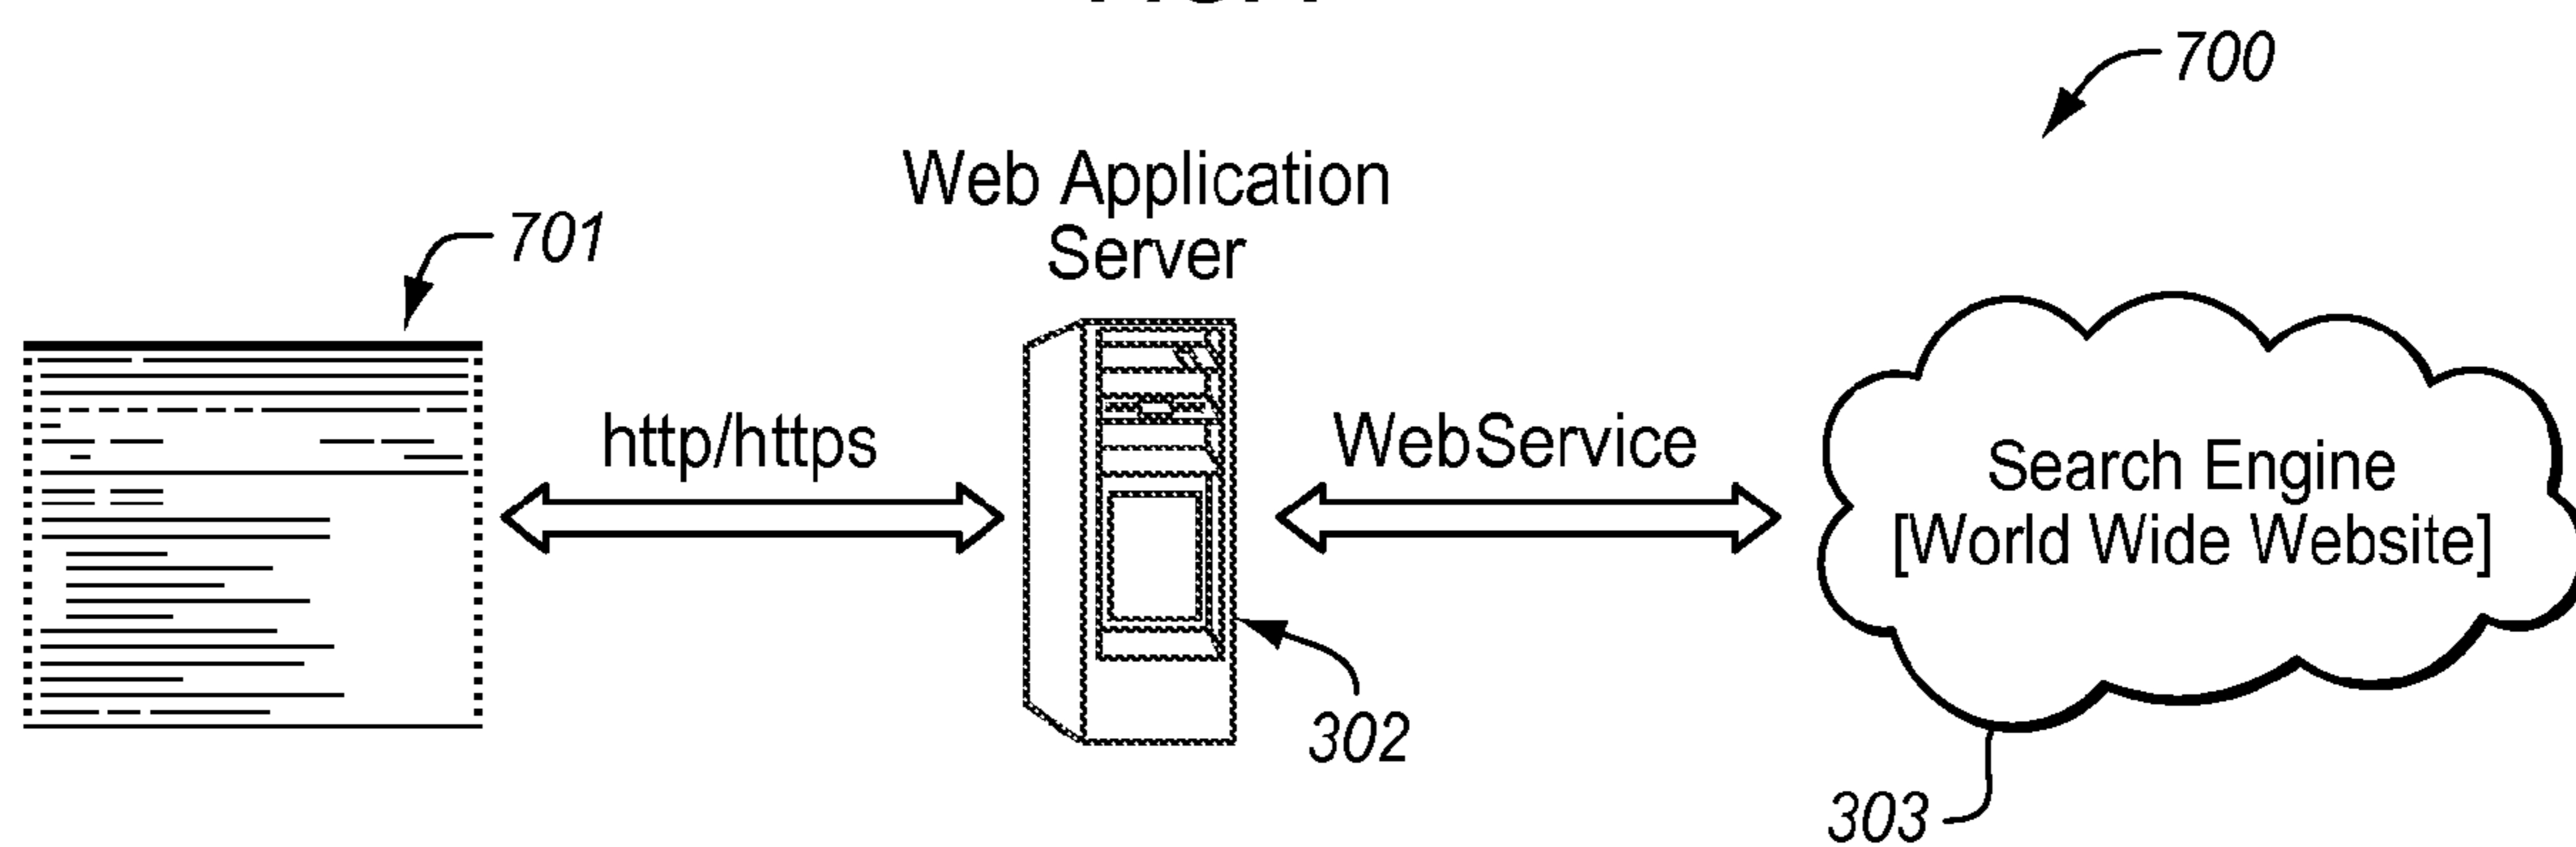 700
Web Application
Server
701
http/https
WebService
Search Engine
[World Wide Website]
302
303